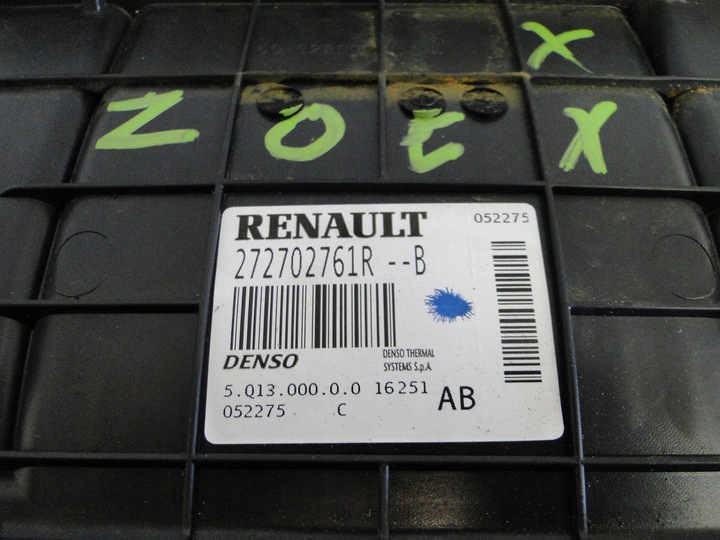 X
ZOE X
RENAULT
052275
272702761R --B
DENSO
DENSO THERMAL
SYSTEMS S.p.A
5.Q13.000.0.0 16251
052275 C
AB